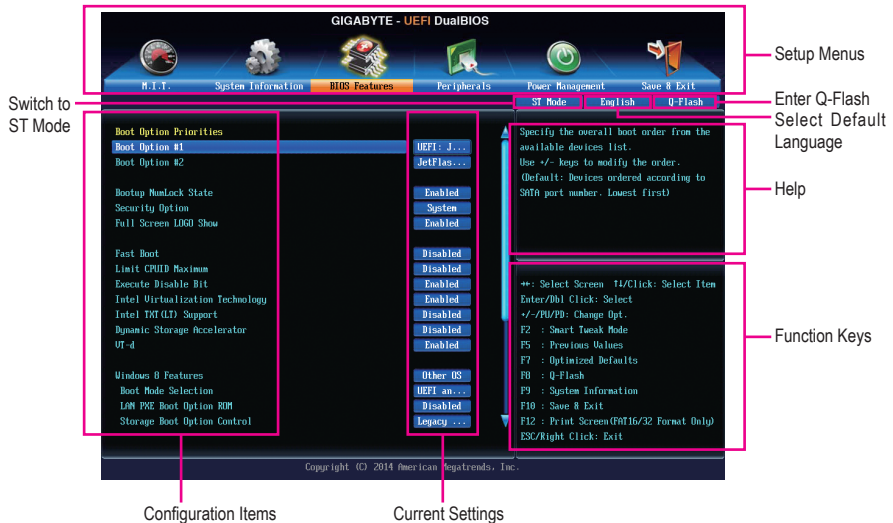 GIGABYTE - UEFI DualBIOS
Setup Menus
M.I.T. System Information BIOS Features Peripherals Power Management Save & Exit
Switch to
ST Mode
ST Mode English Q-Flash
Enter Q-Flash
Select Default
Language
Boot Option Priorities
Boot Option #1 UEFI: J...
Boot Option #2 JetFlas...
Bootup NumLock State Enabled
Security Option System
Full Screen LOGO Show Enabled
Fast Boot Disabled
Limit CPUID Maximum Disabled
Execute Disable Bit Enabled
Intel Virtualization Technology Enabled
Intel TXT(LT) Support Disabled
Dynamic Storage Accelerator Disabled
VT-d Enabled
Windows 8 Features Other OS
Boot Mode Selection UEFI an...
LAN PXE Boot Option ROM Disabled
Storage Boot Option Control Legacy ...
Specify the overall boot order from the
available devices list.
Use +/- keys to modify the order.
(Default: Devices ordered according to
SATA port number. Lowest first)
Help
→←: Select Screen ↑↓/Click: Select Item
Enter/Dbl Click: Select
+/-/PU/PD: Change Opt.
F2 : Smart Tweak Mode
F5 : Previous Values
F7 : Optimized Defaults
F8 : Q-Flash
F9 : System Information
F10 : Save & Exit
F12 : Print Screen(FAT16/32 Format Only)
ESC/Right Click: Exit
Function Keys
Copyright (C) 2014 American Megatrends, Inc.
Configuration Items
Current Settings